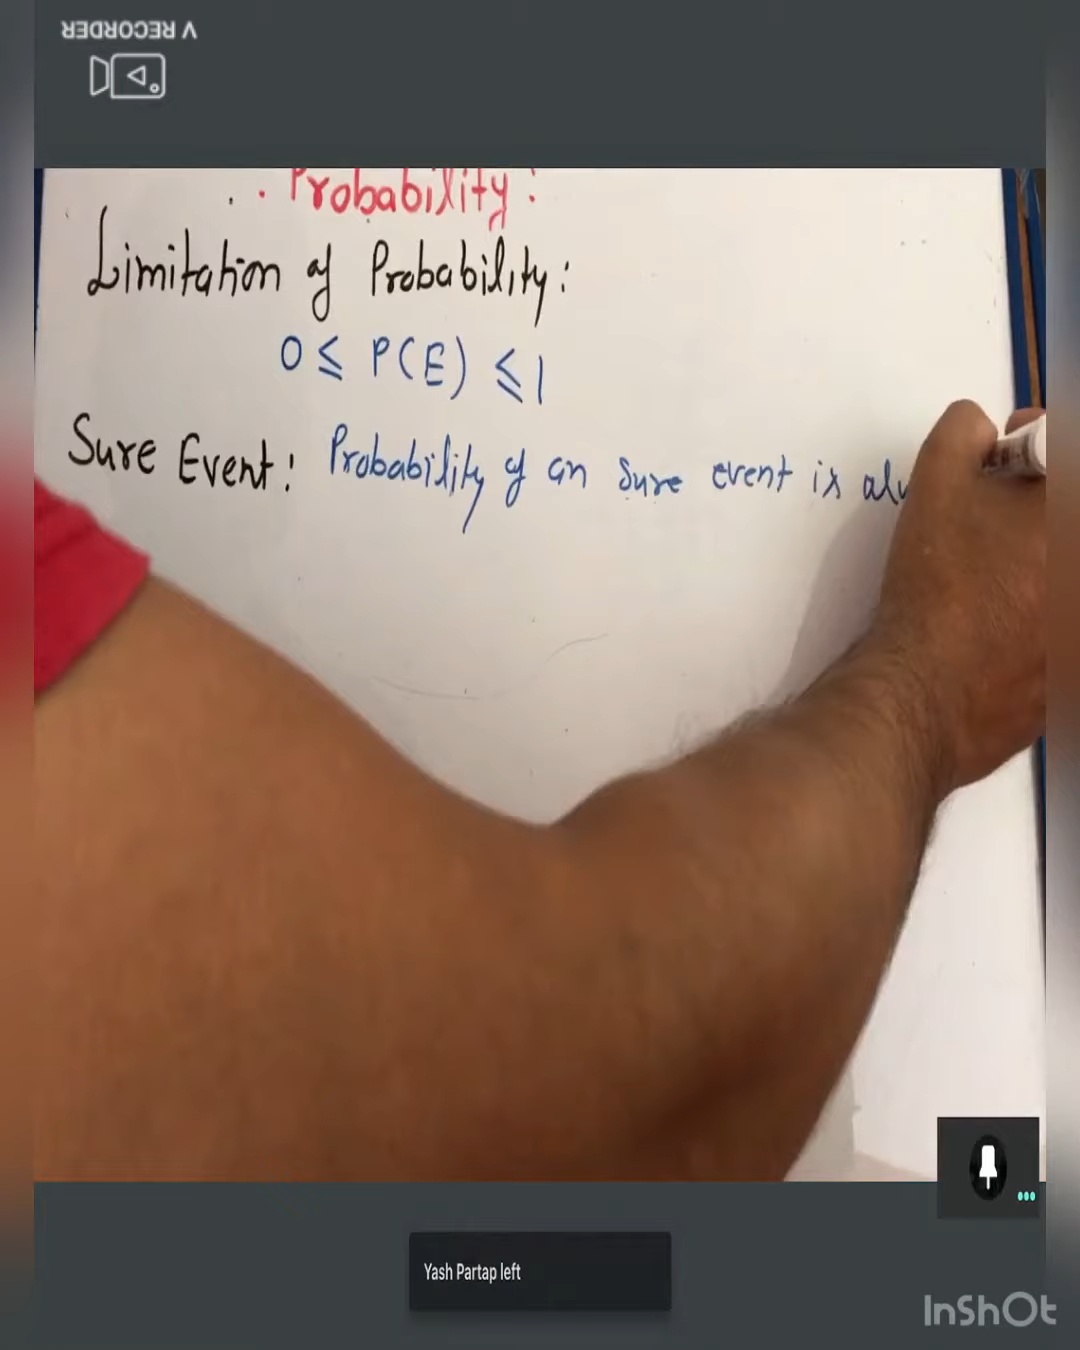 V RECORDER
Probability:
Limitation of Probability:
0 ≤ P(E) ≤ 1
Sure Event: Probability of an sure event is
Yash Partap left
InShOt